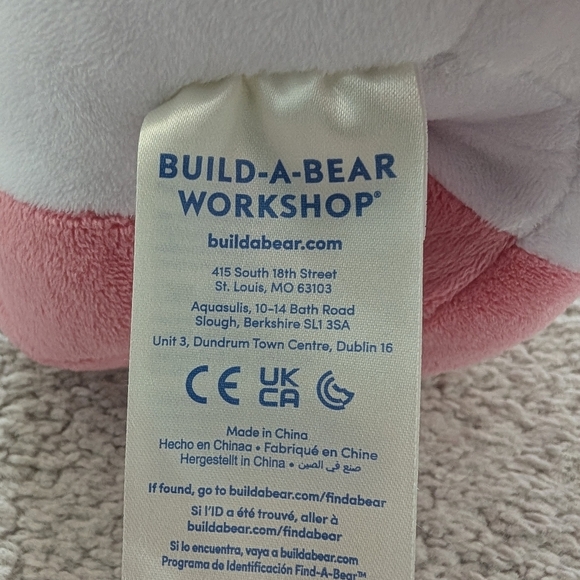 BUILD-A-BEAR
WORKSHOP®
buildabear.com
415 South 18th Street
St. Louis, MO 63103
Aquasulis, 10-14 Bath Road
Slough, Berkshire SL1 3SA
Unit 3, Dundrum Town Centre, Dublin 16
CE UK CA
Made in China
Hecho en Chinaa • Fabriqué en Chine
Hergestellt in China • صنع في الصين
If found, go to buildabear.com/findabear
Si l'ID a été trouvé, aller à
buildabear.com/findabear
Si lo encuentra, vaya a buildabear.com
Programa de Identificación Find-A-Bear™